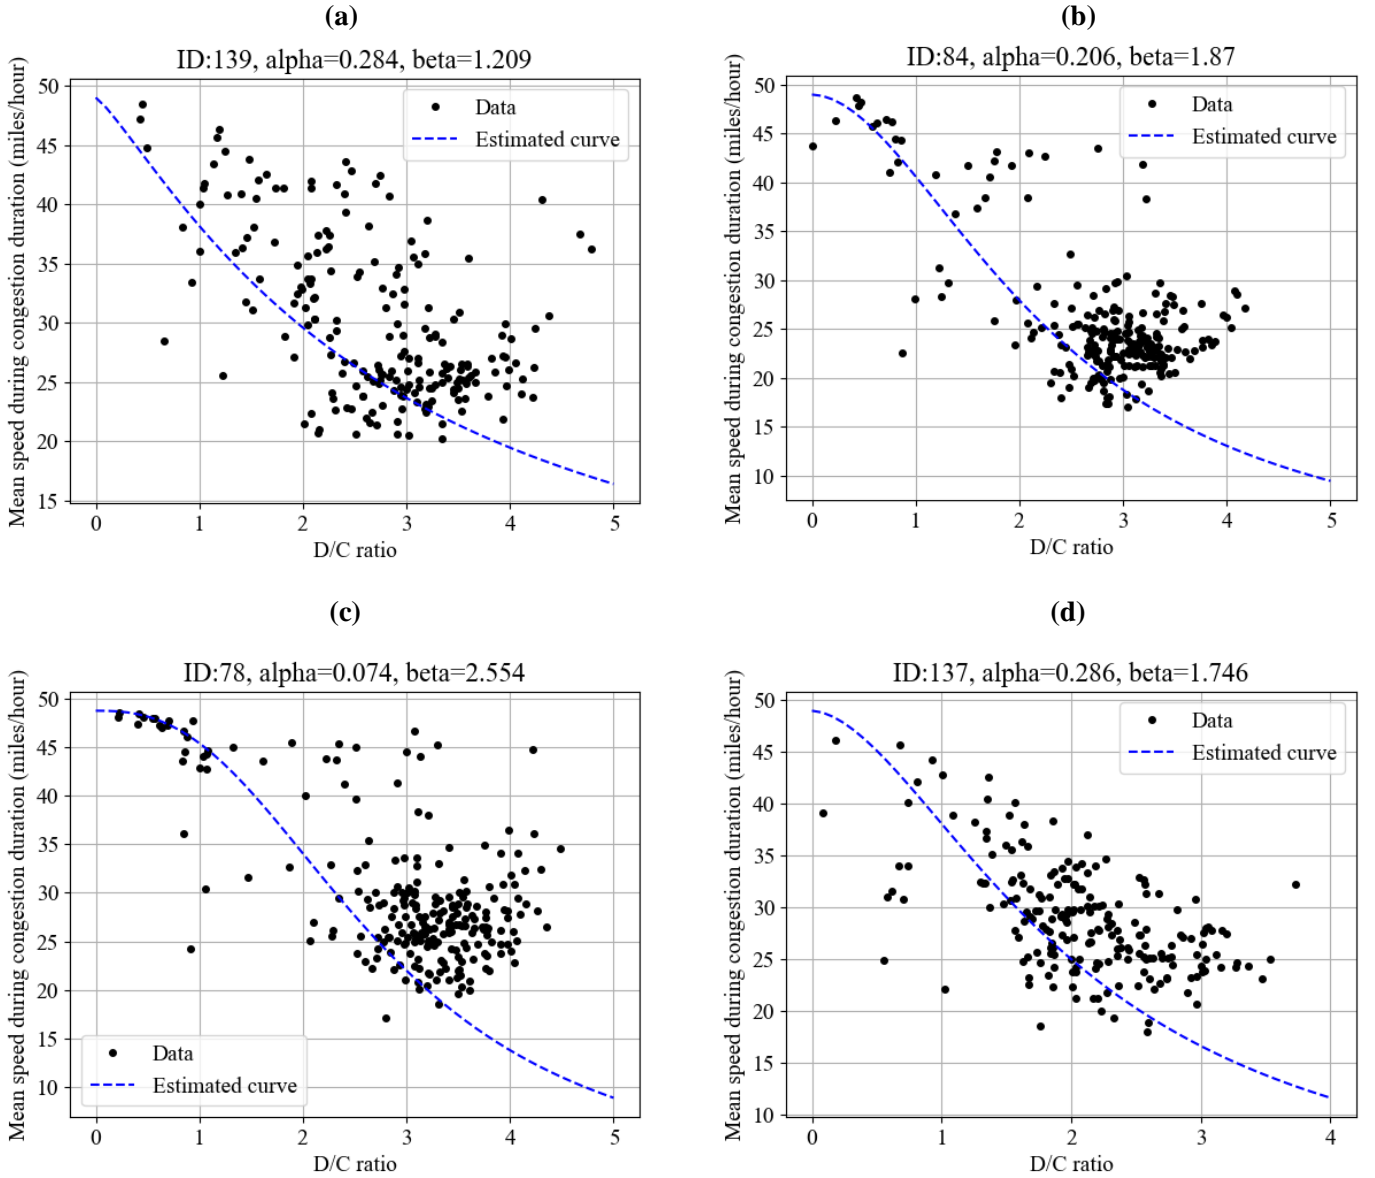 (a)
ID:139, alpha=0.284, beta=1.209
Mean speed during congestion duration (miles/hour)
50
45
40
35
30
25
20
15
0 1 2 3 4 5
D/C ratio
Data
Estimated curve
(b)
ID:84, alpha=0.206, beta=1.87
Mean speed during congestion duration (miles/hour)
50
45
40
35
30
25
20
15
10
0 1 2 3 4 5
D/C ratio
Data
Estimated curve
(c)
ID:78, alpha=0.074, beta=2.554
Mean speed during congestion duration (miles/hour)
50
45
40
35
30
25
20
15
10
0 1 2 3 4 5
D/C ratio
Data
Estimated curve
(d)
ID:137, alpha=0.286, beta=1.746
Mean speed during congestion duration (miles/hour)
50
45
40
35
30
25
20
15
10
0 1 2 3 4
D/C ratio
Data
Estimated curve